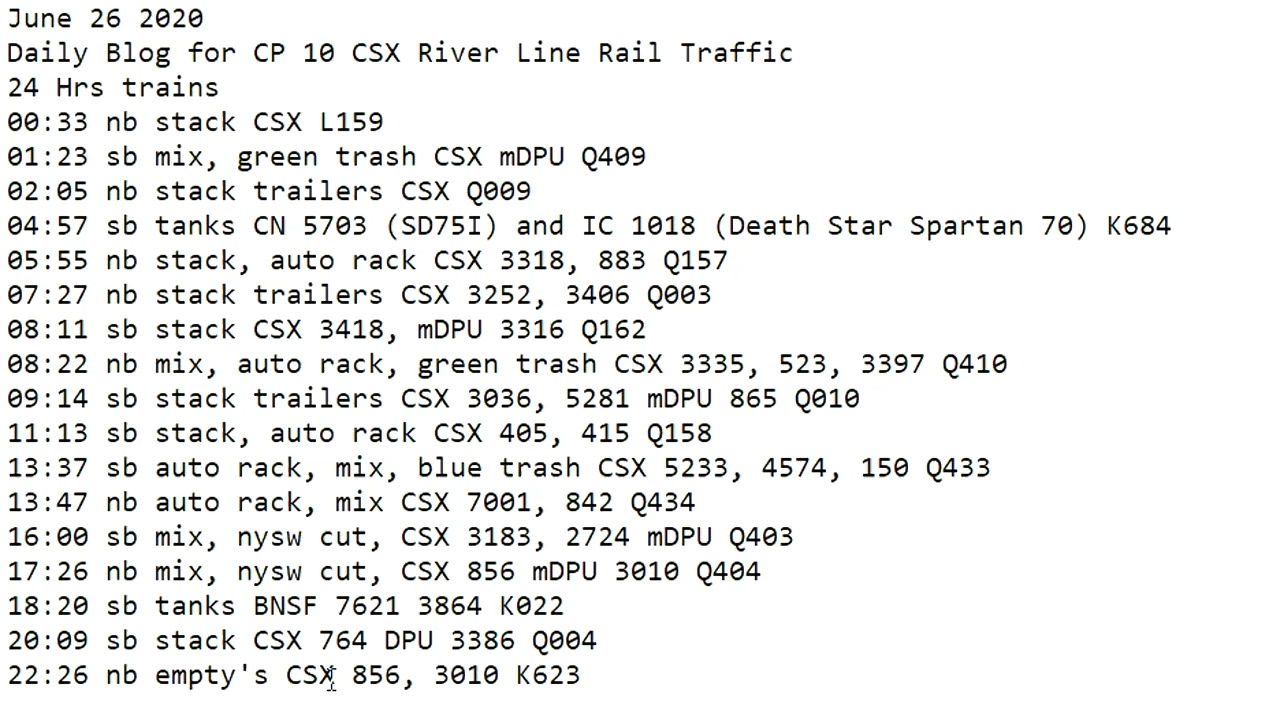 June 26 2020
Daily Blog for CP 10 CSX River Line Rail Traffic
24 Hrs trains
00:33 nb stack CSX L159
01:23 sb mix, green trash CSX mDPU Q409
02:05 nb stack trailers CSX Q009
04:57 sb tanks CN 5703 (SD75I) and IC 1018 (Death Star Spartan 70) K684
05:55 nb stack, auto rack CSX 3318, 883 Q157
07:27 nb stack trailers CSX 3252, 3406 Q003
08:11 sb stack CSX 3418, mDPU 3316 Q162
08:22 nb mix, auto rack, green trash CSX 3335, 523, 3397 Q410
09:14 sb stack trailers CSX 3036, 5281 mDPU 865 Q010
11:13 sb stack, auto rack CSX 405, 415 Q158
13:37 sb auto rack, mix, blue trash CSX 5233, 4574, 150 Q433
13:47 nb auto rack, mix CSX 7001, 842 Q434
16:00 sb mix, nysw cut, CSX 3183, 2724 mDPU Q403
17:26 nb mix, nysw cut, CSX 856 mDPU 3010 Q404
18:20 sb tanks BNSF 7621 3864 K022
20:09 sb stack CSX 764 DPU 3386 Q004
22:26 nb empty's CSX 856, 3010 K623